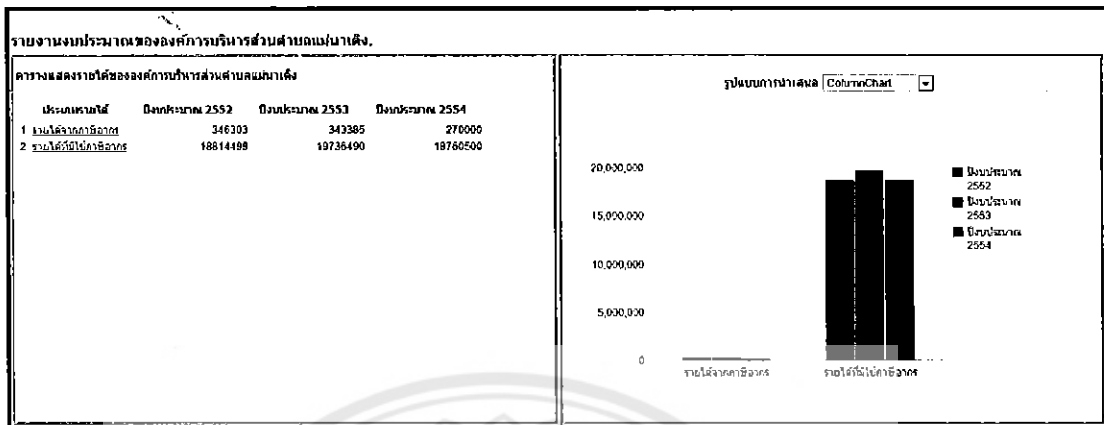 รายงานงบประมาณขององค์การบริหารส่วนตำบลแม่นาเติง.
ตารางแสดงรายได้ขององค์การบริหารส่วนตำบลแม่นาเติง
ประเภทรายได้ ปีงบประมาณ 2552 ปีงบประมาณ 2553 ปีงบประมาณ 2554
1 รายได้จากภาษีอากร 346303 343385 270000
2 รายได้ที่มิใช่ภาษีอากร 18814498 19736490 18760500
รูปแบบการนำเสนอ ColumnChart
20,000,000
15,000,000
10,000,000
5,000,000
0
รายได้จากภาษีอากร รายได้ที่มิใช่ภาษีอากร
ปีงบประมาณ
2552
ปีงบประมาณ
2553
ปีงบประมาณ
2554